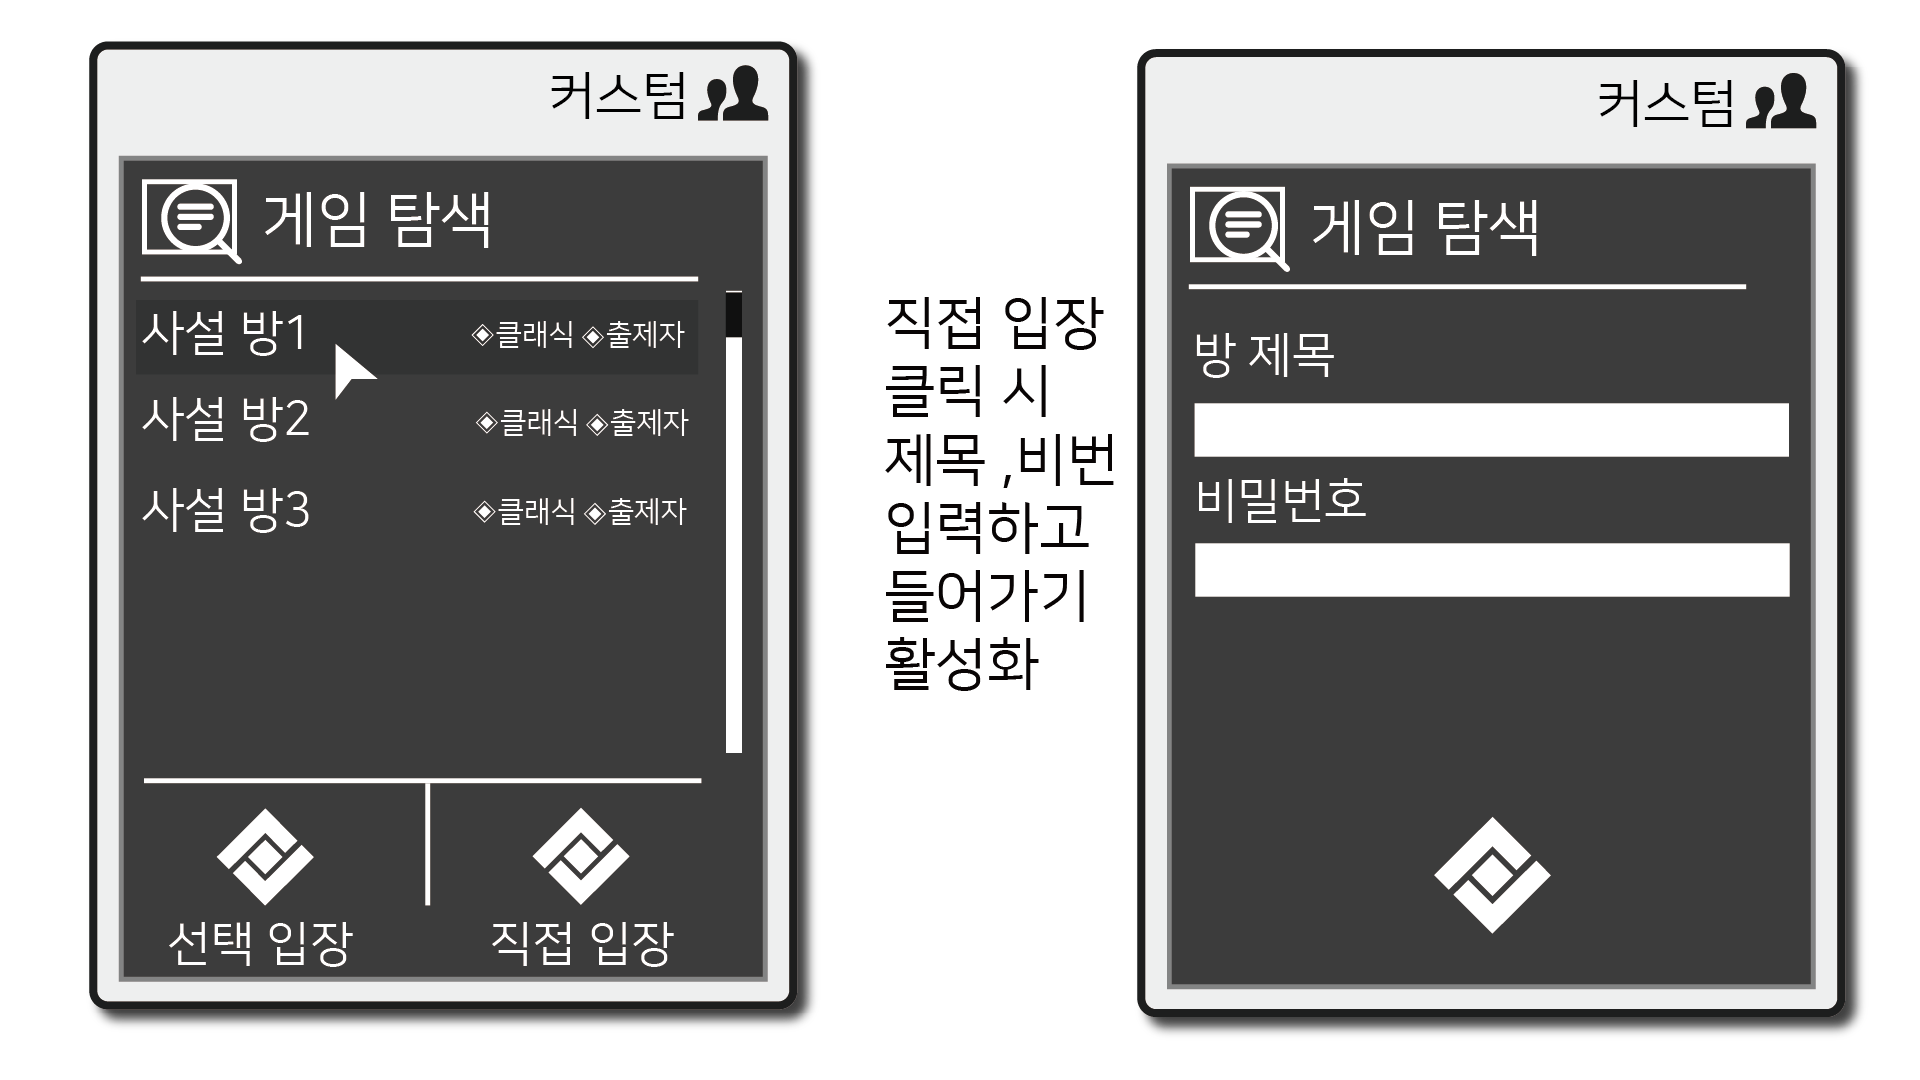 커스텀
게임 탐색
사설 방1 ◈클래식 ◈출제자
사설 방2 ◈클래식 ◈출제자
사설 방3 ◈클래식 ◈출제자
선택 입장
직접 입장
직접 입장
클릭 시
제목 ,비번
입력하고
들어가기
활성화
커스텀
게임 탐색
방 제목
비밀번호